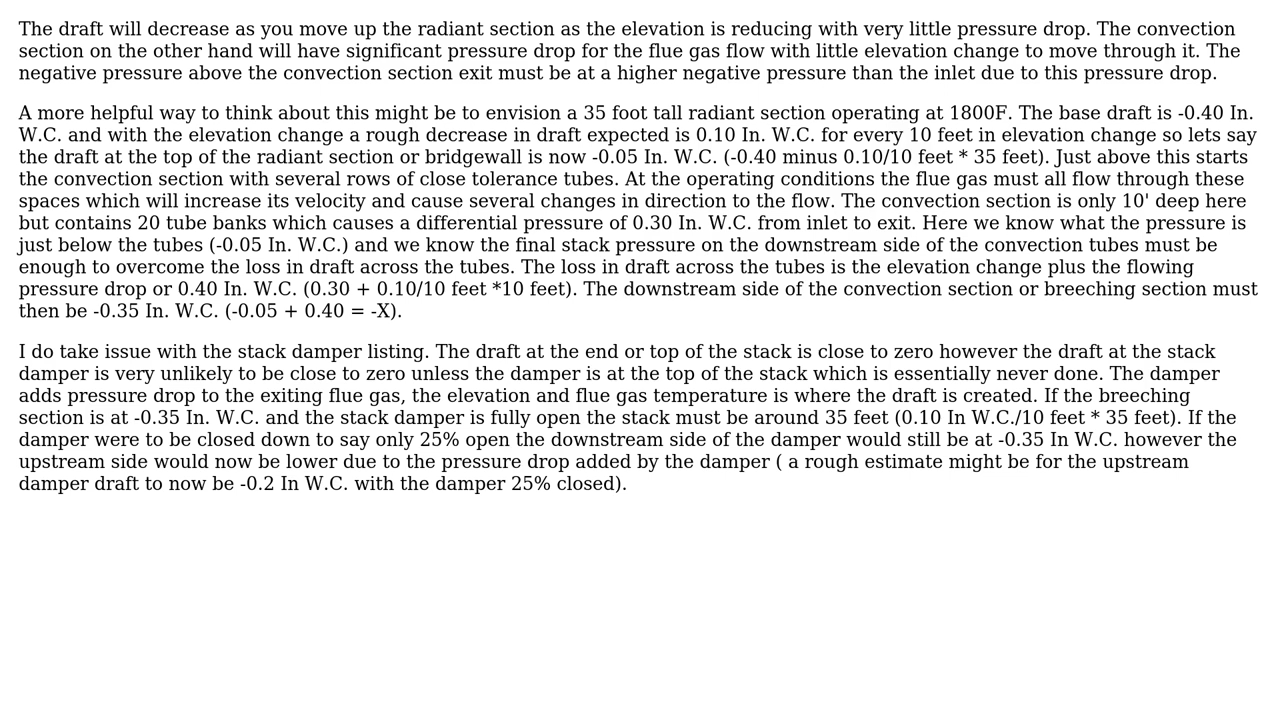 The draft will decrease as you move up the radiant section as the elevation is reducing with very little pressure drop. The convection
section on the other hand will have significant pressure drop for the flue gas flow with little elevation change to move through it. The
negative pressure above the convection section exit must be at a higher negative pressure than the inlet due to this pressure drop.
A more helpful way to think about this might be to envision a 35 foot tall radiant section operating at 1800F. The base draft is -0.40 In.
W.C. and with the elevation change a rough decrease in draft expected is 0.10 In. W.C. for every 10 feet in elevation change so lets say
the draft at the top of the radiant section or bridgewall is now -0.05 In. W.C. (-0.40 minus 0.10/10 feet * 35 feet). Just above this starts
the convection section with several rows of close tolerance tubes. At the operating conditions the flue gas must all flow through these
spaces which will increase its velocity and cause several changes in direction to the flow. The convection section is only 10' deep here
but contains 20 tube banks which causes a differential pressure of 0.30 In. W.C. from inlet to exit. Here we know what the pressure is
just below the tubes (-0.05 In. W.C.) and we know the final stack pressure on the downstream side of the convection tubes must be
enough to overcome the loss in draft across the tubes. The loss in draft across the tubes is the elevation change plus the flowing
pressure drop or 0.40 In. W.C. (0.30 + 0.10/10 feet *10 feet). The downstream side of the convection section or breeching section must
then be -0.35 In. W.C. (-0.05 + 0.40 = -X).
I do take issue with the stack damper listing. The draft at the end or top of the stack is close to zero however the draft at the stack
damper is very unlikely to be close to zero unless the damper is at the top of the stack which is essentially never done. The damper
adds pressure drop to the exiting flue gas, the elevation and flue gas temperature is where the draft is created. If the breeching
section is at -0.35 In. W.C. and the stack damper is fully open the stack must be around 35 feet (0.10 In W.C./10 feet * 35 feet). If the
damper were to be closed down to say only 25% open the downstream side of the damper would still be at -0.35 In W.C. however the
upstream side would now be lower due to the pressure drop added by the damper ( a rough estimate might be for the upstream
damper draft to now be -0.2 In W.C. with the damper 25% closed).